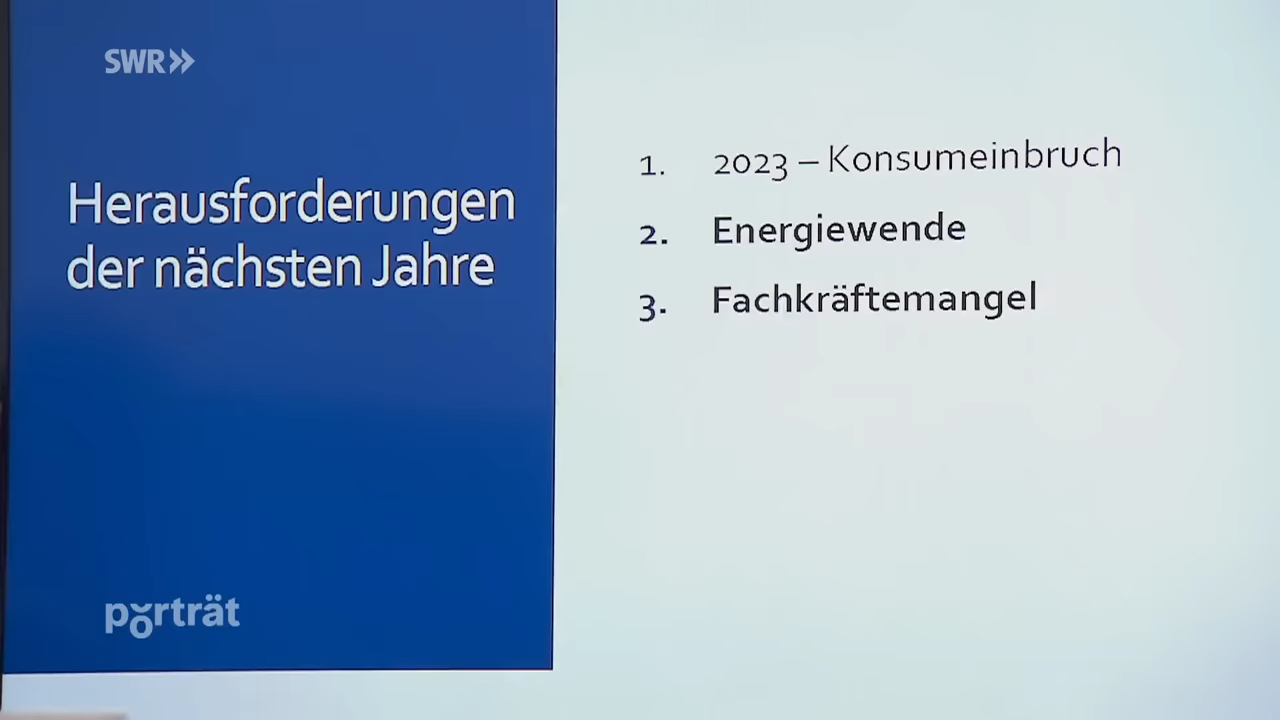 SWR»
Herausforderungen
der nächsten Jahre
1. 2023 – Konsumeinbruch
2. Energiewende
3. Fachkräftemangel
porträt